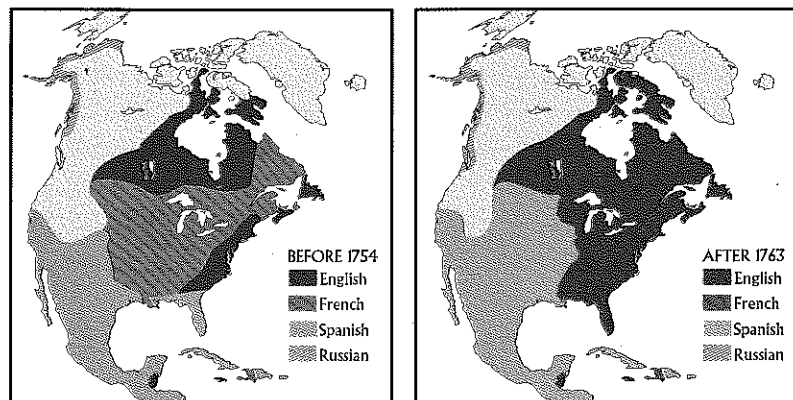 BEFORE 1754
English
French
Spanish
Russian
AFTER 1763
English
French
Spanish
Russian